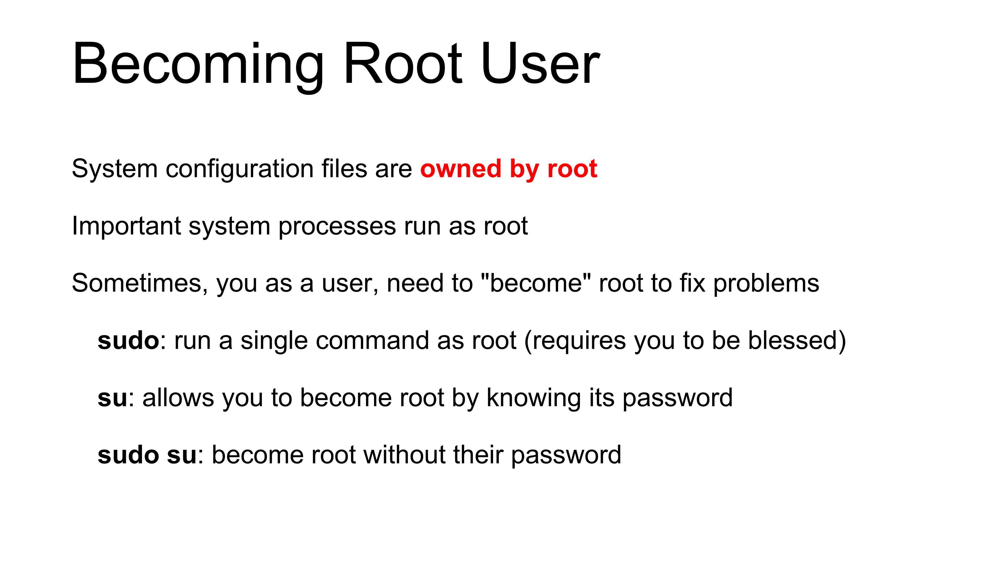 Becoming Root User
System configuration files are owned by root
Important system processes run as root
Sometimes, you as a user, need to "become" root to fix problems
sudo: run a single command as root (requires you to be blessed)
su: allows you to become root by knowing its password
sudo su: become root without their password